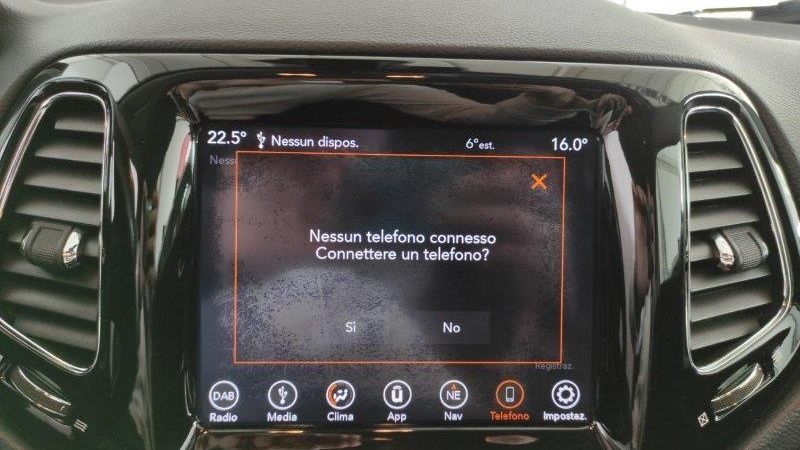 22.5° Nessun dispos. 6°est. 16.0°
Ness
Nessun telefono connesso
Connettere un telefono?
Sì No
Registraz.
DAB NE
Radio Media Clima App Nav Telefono Impostaz.